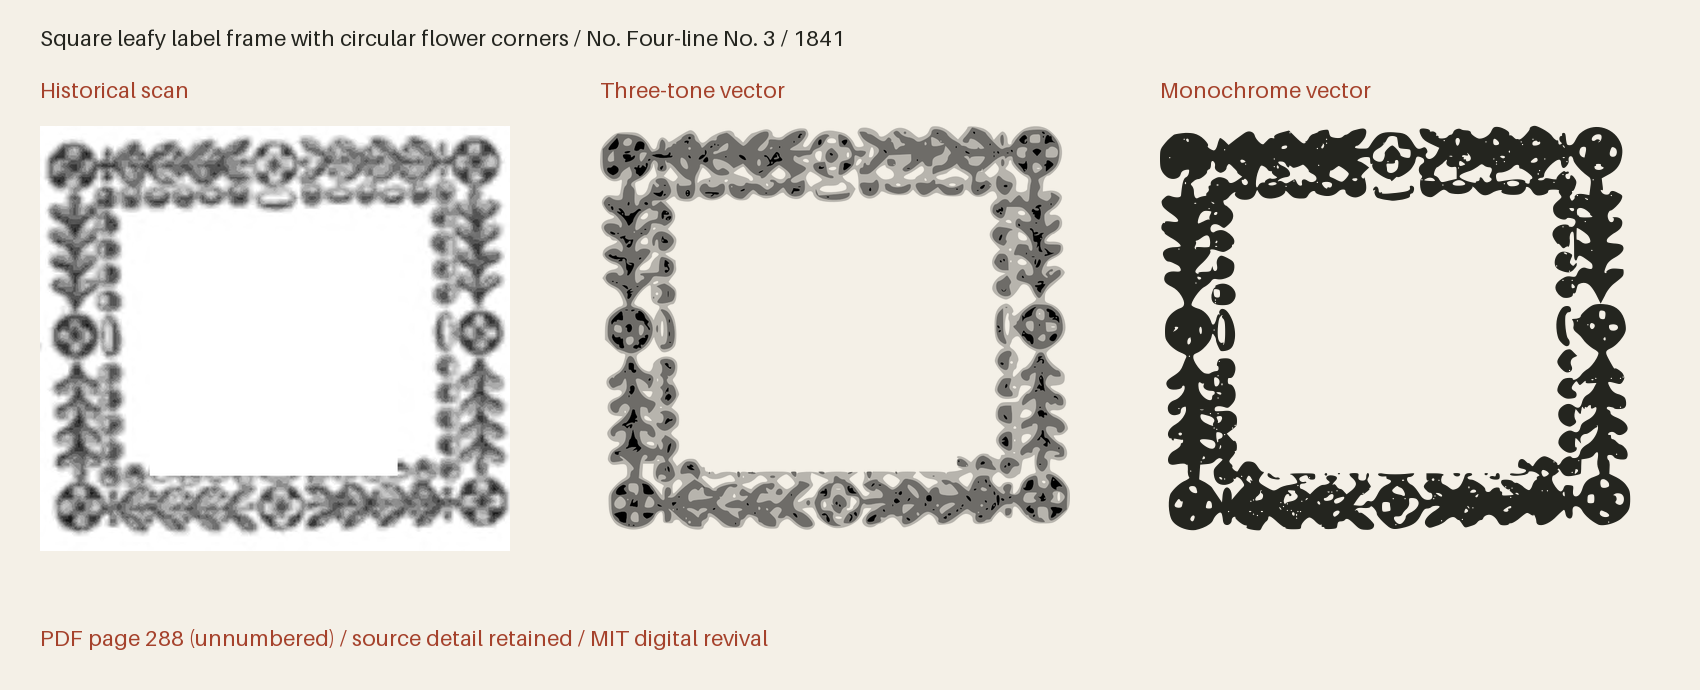 Square leafy label frame with circular flower corners / No. Four-line No. 3 / 1841
Historical scan
Three-tone vector
Monochrome vector
PDF page 288 (unnumbered) / source detail retained / MIT digital revival